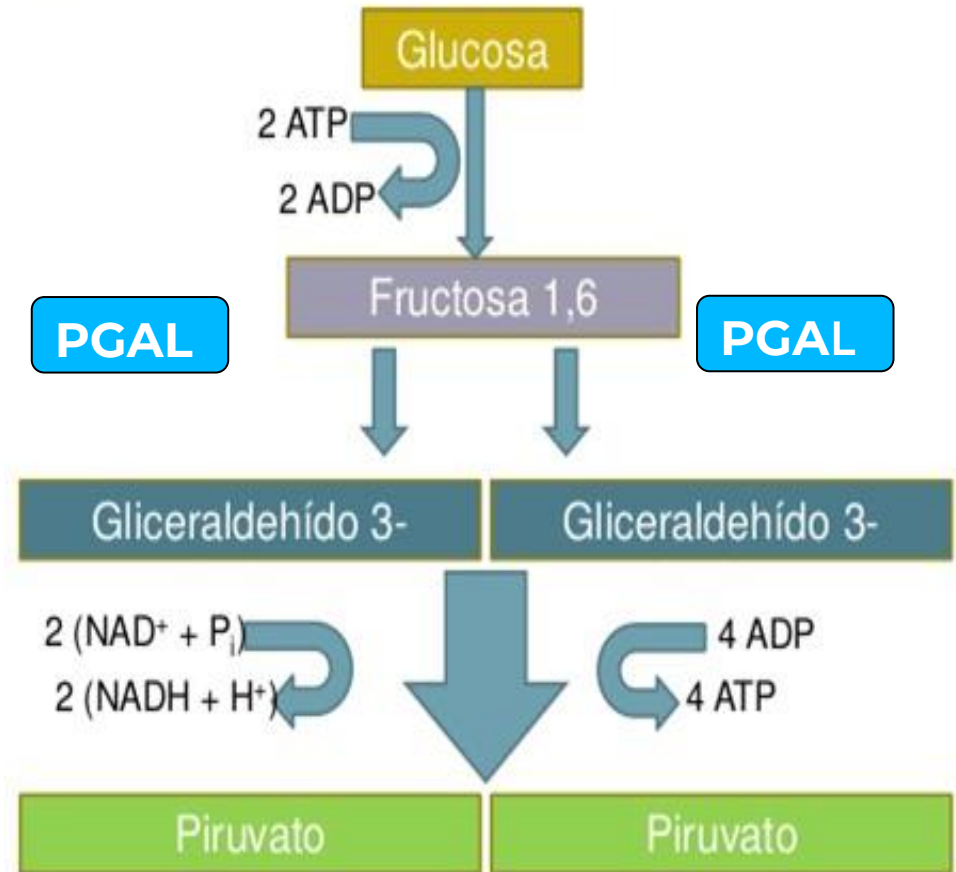 Glucosa
2 ATP
2 ADP
Fructosa 1,6
PGAL
PGAL
Gliceraldehído 3-
Gliceraldehído 3-
2 (NAD⁺ + Pᵢ)
4 ADP
2 (NADH + H⁺)
4 ATP
Piruvato
Piruvato